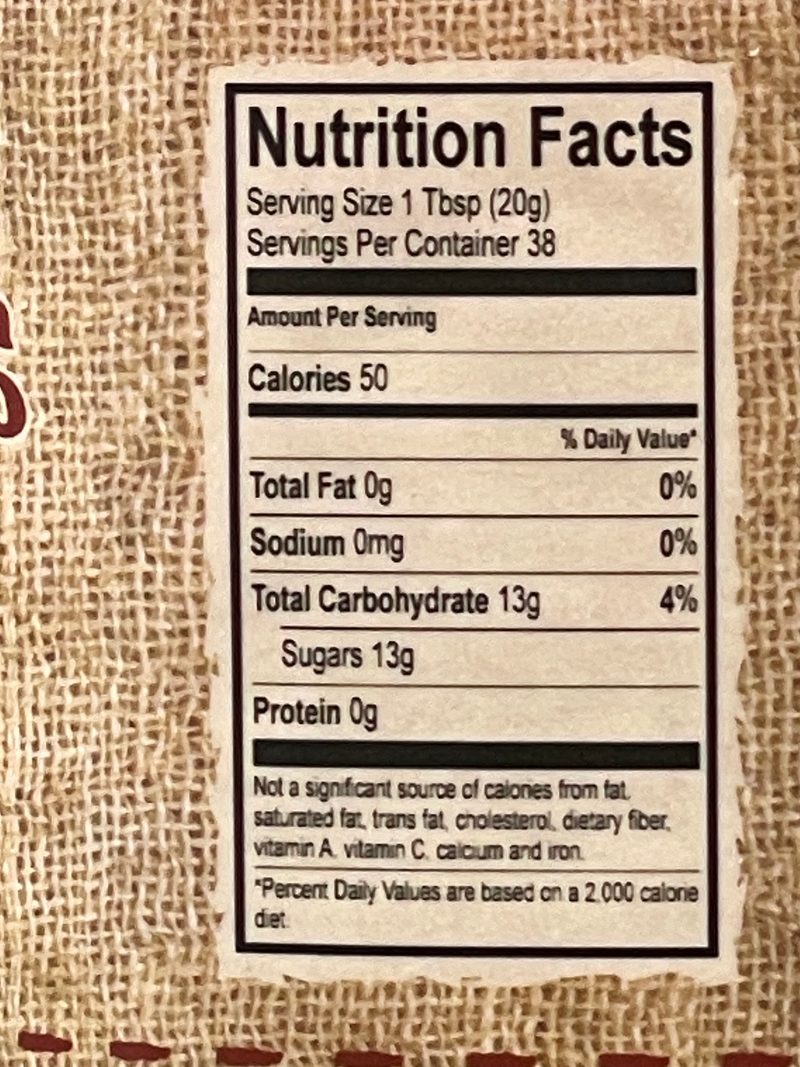 Nutrition Facts
Serving Size 1 Tbsp (20g)
Servings Per Container 38
Amount Per Serving
Calories 50
% Daily Value*
Total Fat 0g 0%
Sodium 0mg 0%
Total Carbohydrate 13g 4%
Sugars 13g
Protein 0g
Not a significant source of calories from fat,
saturated fat, trans fat, cholesterol, dietary fiber,
vitamin A, vitamin C, calcium and iron.
*Percent Daily Values are based on a 2,000 calorie
diet.